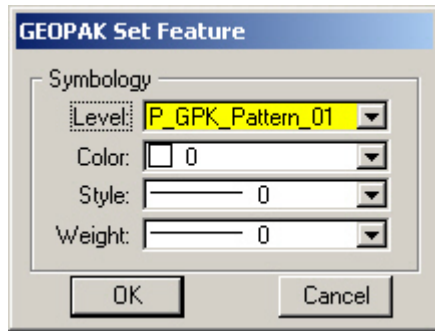 GEOPAK Set Feature
Symbology
Level: P_GPK_Pattern_01
Color: 0
Style: 0
Weight: 0
OK Cancel